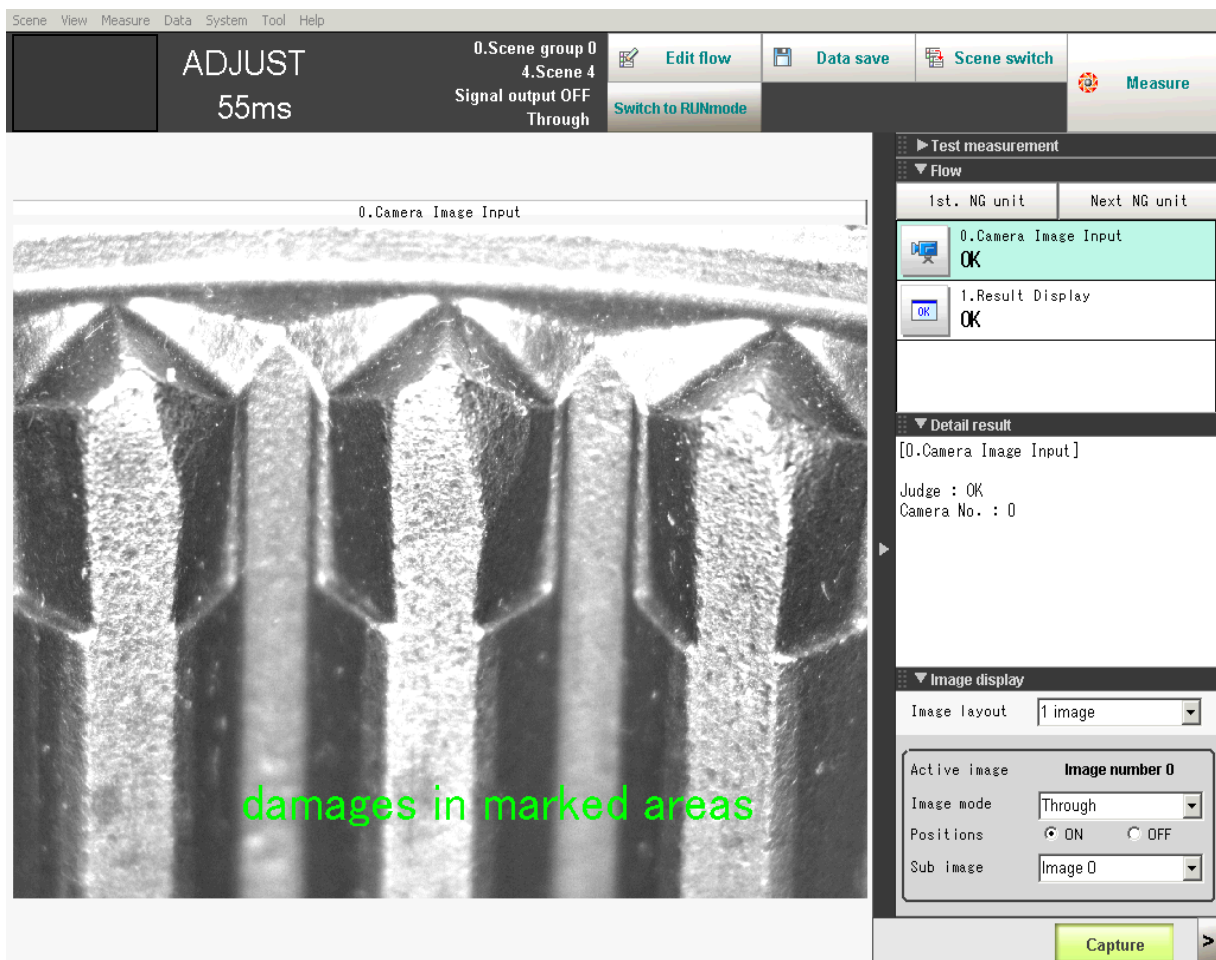 Scene View Measure Data System Tool Help
ADJUST
55ms
0.Scene group 0
4.Scene 4
Signal output OFF
Through
Edit flow
Data save
Scene switch
Switch to RUNmode
Measure
0.Camera Image Input
damages in marked areas
Test measurement
Flow
1st. NG unit
Next NG unit
0.Camera Image Input
OK
OK
1.Result Display
OK
Detail result
[0.Camera Image Input]
Judge : OK
Camera No. : 0
Image display
Image layout 1 image
Active image Image number 0
Image mode Through
Positions ON OFF
Sub image Image 0
Capture >